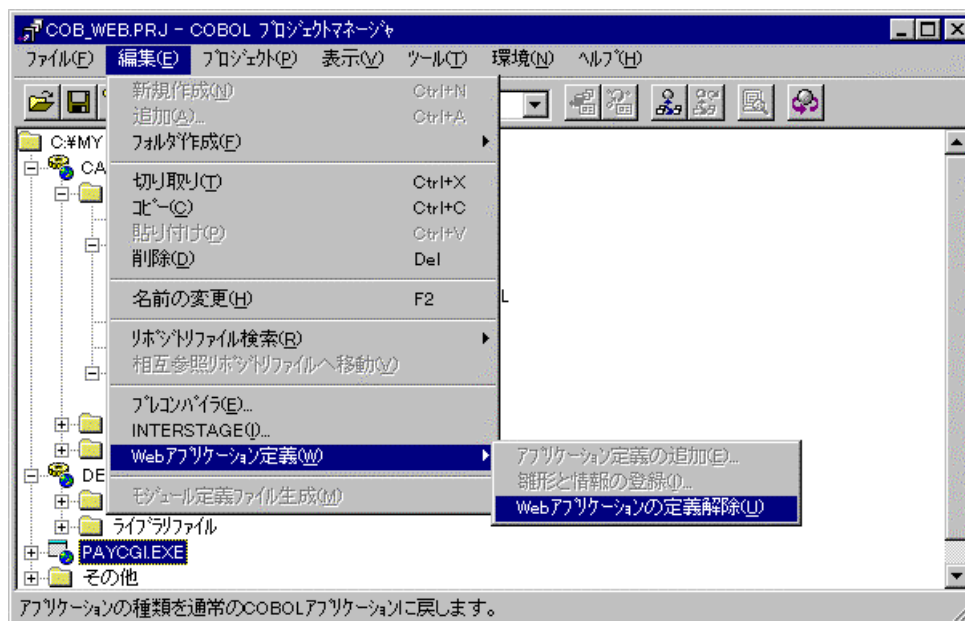 COB_WEB.PRJ - COBOL ﾌﾟﾛｼﾞｪｸﾄﾏﾈｰｼﾞｬ
ﾌｧｲﾙ(F) 編集(E) ﾌﾟﾛｼﾞｪｸﾄ(P) 表示(V) ﾂｰﾙ(T) 環境(N) ﾍﾙﾌﾟ(H)
新規作成(N) Ctrl+N
追加(A)... Ctrl+A
ﾌｫﾙﾀﾞ作成(F)
切り取り(T) Ctrl+X
ｺﾋﾟｰ(C) Ctrl+C
貼り付け(P) Ctrl+V
削除(D) Del
名前の変更(H) F2
ﾘﾎﾟｼﾞﾄﾘﾌｧｲﾙ検索(R)
相互参照ﾘﾎﾟｼﾞﾄﾘﾌｧｲﾙへ移動(V)
ﾌﾟﾚｺﾝﾊﾟｲﾗ(E)...
INTERSTAGE(I)...
Webｱﾌﾟﾘｹｰｼｮﾝ定義(W)
ﾓｼﾞｭｰﾙ定義ﾌｧｲﾙ生成(M)
ｱﾌﾟﾘｹｰｼｮﾝ定義の追加(E)...
雛形と情報の登録(I)...
Webｱﾌﾟﾘｹｰｼｮﾝの定義解除(U)
C:¥MY
CA
L
DE
ﾗｲﾌﾞﾗﾘﾌｧｲﾙ
PAYCGI.EXE
その他
ｱﾌﾟﾘｹｰｼｮﾝの種類を通常のCOBOLｱﾌﾟﾘｹｰｼｮﾝに戻します。